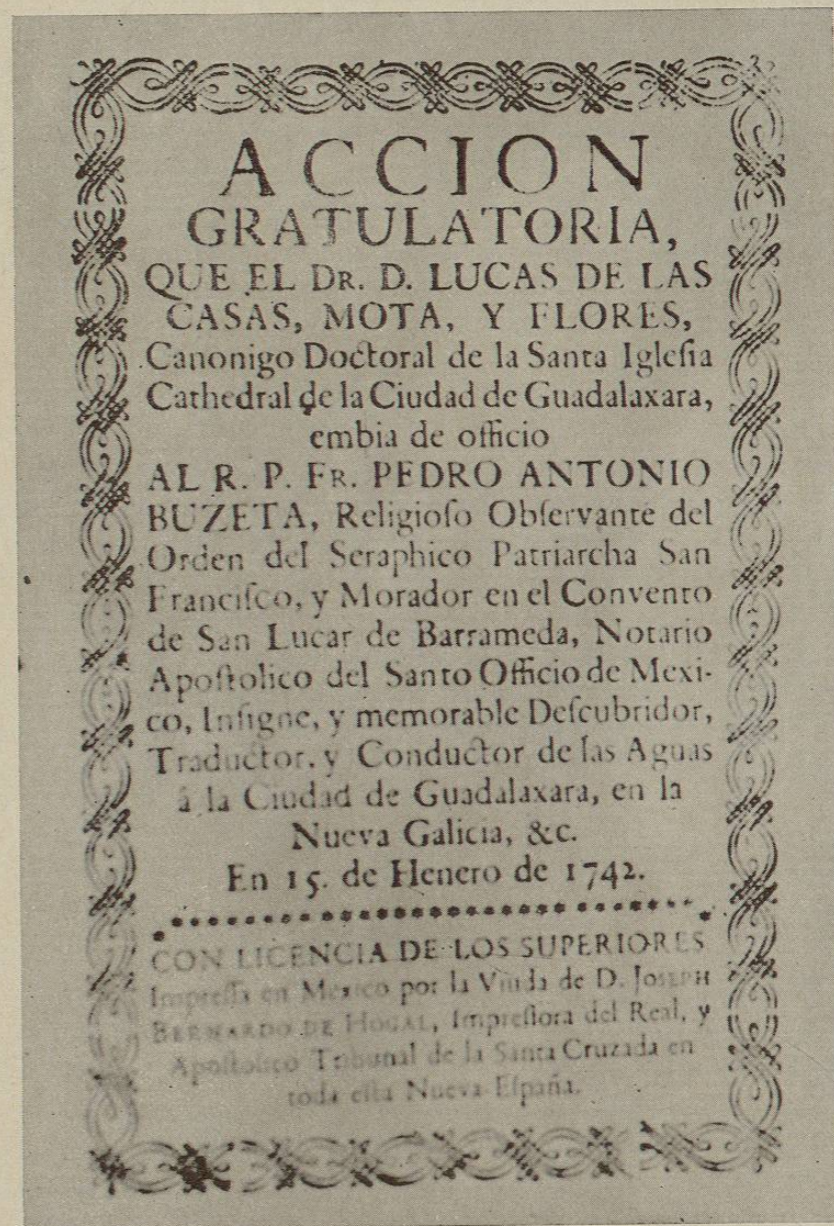 ACCION
GRATULATORIA,
QUE EL DR. D. LUCAS DE LAS
CASAS, MOTA, Y FLORES,
Canonigo Doctoral de la Santa Iglesia
Cathedral de la Ciudad de Guadalaxara,
embia de officio
AL R. P. FR. PEDRO ANTONIO
BUZETA, Religioſo Obſervante del
Orden del Seraphico Patriarcha San
Franciſco, y Morador en el Convento
de San Lucar de Barrameda, Notario
Apoſtolico del Santo Officio de Mexi-
co, Inſigne, y memorable Deſcubridor,
Traductor, y Conductor de las Aguas
à la Ciudad de Guadalaxara, en la
Nueva Galicia, &c.
En 15. de Henero de 1742.
CON LICENCIA DE LOS SUPERIORES
Impreſſa en Mexico por la Viuda de D. JOSEPH
BERNARDO DE HOGAL, Impreſſora del Real, y
Apoſtolico Tribunal de la Santa Cruzada en
toda eſta Nueva-Eſpaña.